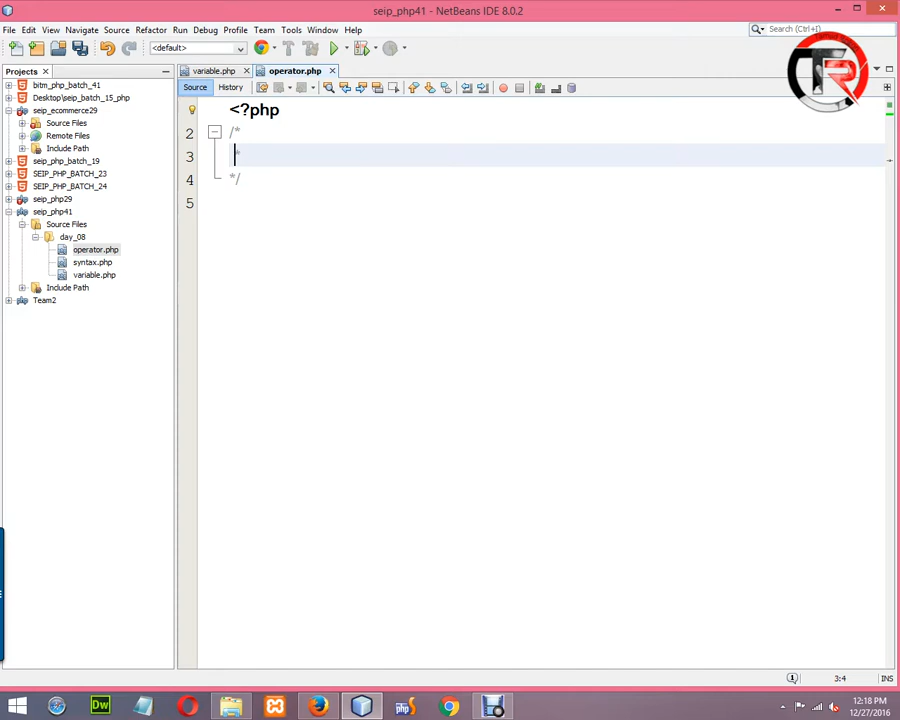 seip_php41 - NetBeans IDE 8.0.2
File Edit View Navigate Source Refactor Run Debug Profile Team Tools Window Help
Search (Ctrl+I)
<default>
Projects
variable.php
operator.php
Source History
bitm_php_batch_41
Desktop\seip_batch_15_php
seip_ecommerce29
Source Files
Remote Files
Include Path
seip_php_batch_19
SEIP_PHP_BATCH_23
SEIP_PHP_BATCH_24
seip_php29
seip_php41
Source Files
day_08
operator.php
syntax.php
variable.php
Include Path
Team2
<?php
2 /*
3 *
4 */
5
TR
3:4 INS
Dw
php
12:18 PM
12/27/2016